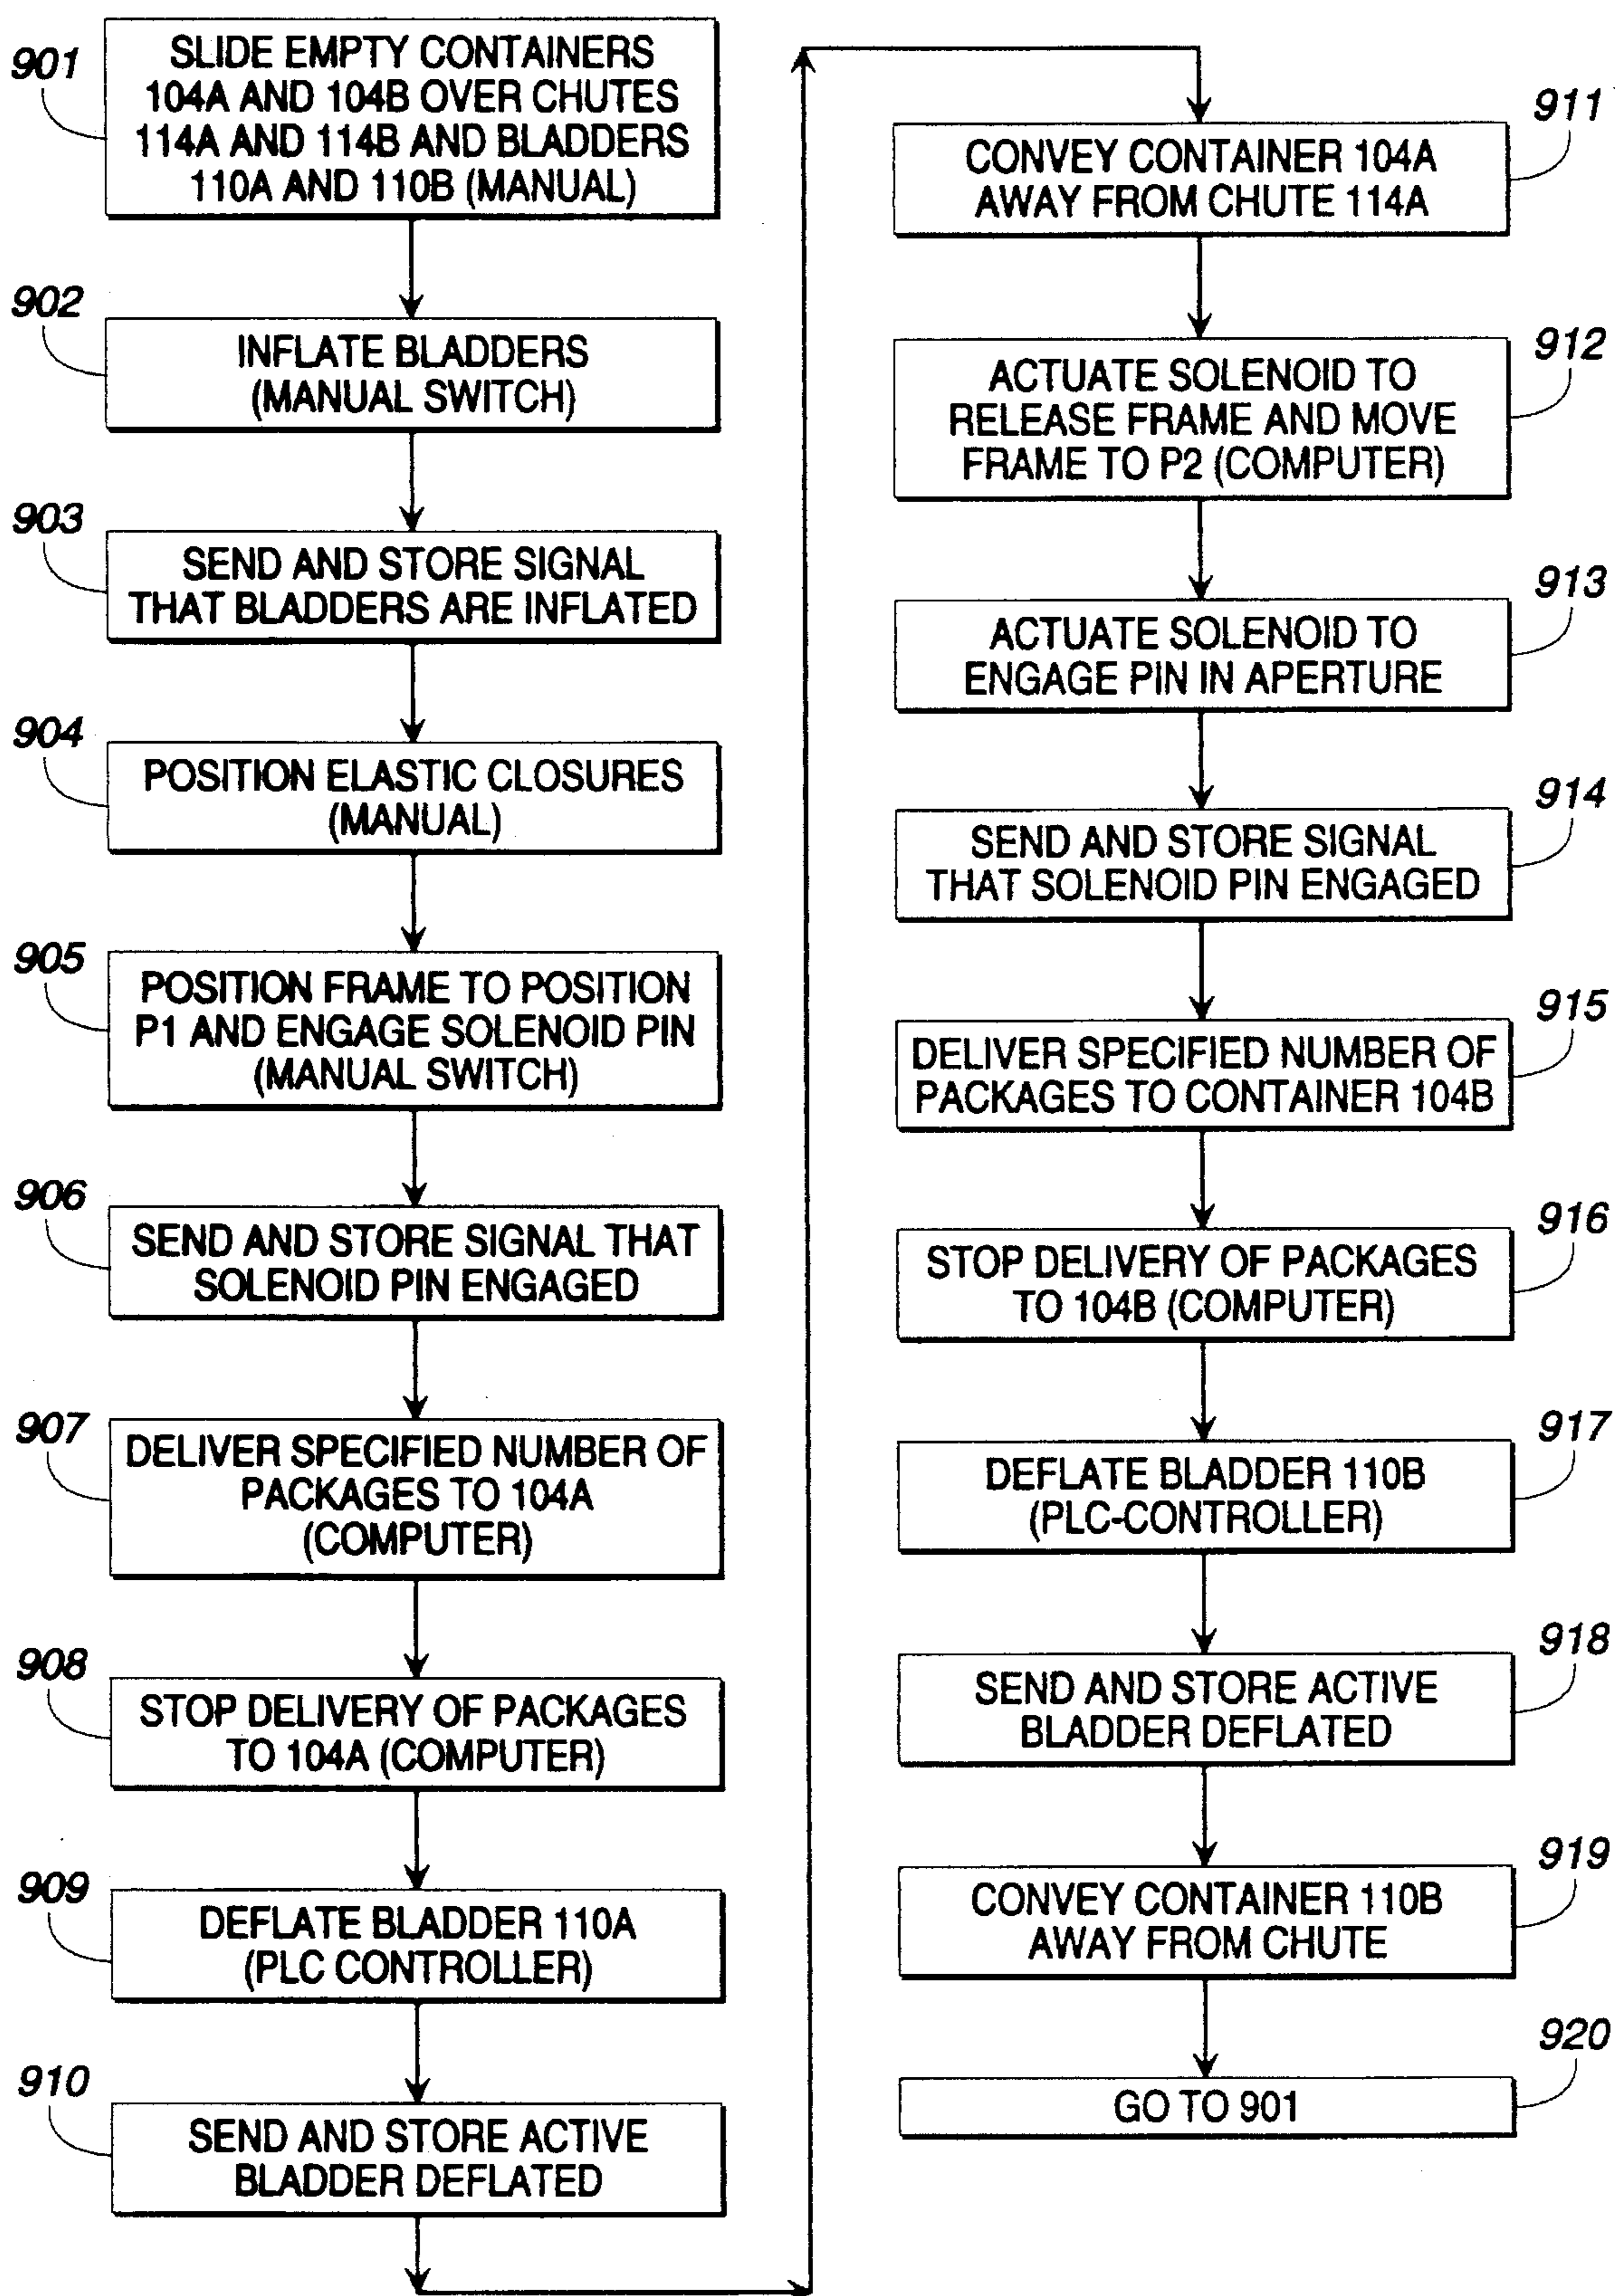 901
SLIDE EMPTY CONTAINERS
104A AND 104B OVER CHUTES
114A AND 114B AND BLADDERS
110A AND 110B (MANUAL)
902
INFLATE BLADDERS
(MANUAL SWITCH)
903
SEND AND STORE SIGNAL
THAT BLADDERS ARE INFLATED
904
POSITION ELASTIC CLOSURES
(MANUAL)
905
POSITION FRAME TO POSITION
P1 AND ENGAGE SOLENOID PIN
(MANUAL SWITCH)
906
SEND AND STORE SIGNAL THAT
SOLENOID PIN ENGAGED
907
DELIVER SPECIFIED NUMBER OF
PACKAGES TO 104A
(COMPUTER)
908
STOP DELIVERY OF PACKAGES
TO 104A (COMPUTER)
909
DEFLATE BLADDER 110A
(PLC CONTROLLER)
910
SEND AND STORE ACTIVE
BLADDER DEFLATED
911
CONVEY CONTAINER 104A
AWAY FROM CHUTE 114A
912
ACTUATE SOLENOID TO
RELEASE FRAME AND MOVE
FRAME TO P2 (COMPUTER)
913
ACTUATE SOLENOID TO
ENGAGE PIN IN APERTURE
914
SEND AND STORE SIGNAL
THAT SOLENOID PIN ENGAGED
915
DELIVER SPECIFIED NUMBER OF
PACKAGES TO CONTAINER 104B
916
STOP DELIVERY OF PACKAGES
TO 104B (COMPUTER)
917
DEFLATE BLADDER 110B
(PLC-CONTROLLER)
918
SEND AND STORE ACTIVE
BLADDER DEFLATED
919
CONVEY CONTAINER 110B
AWAY FROM CHUTE
920
GO TO 901